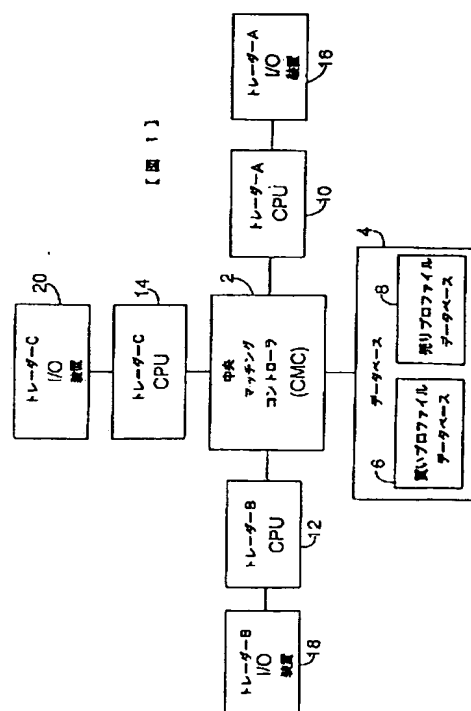 トレーダーB
I/O
装置
18
トレーダーB
CPU
12
データベース
4
買いプロファイル
データベース
6
売りプロファイル
データベース
8
中央
マッチング
コントローラ
(CMC)
2
トレーダーC
CPU
14
トレーダーC
I/O
装置
20
トレーダーA
CPU
10
トレーダーA
I/O
装置
16
【図 1】